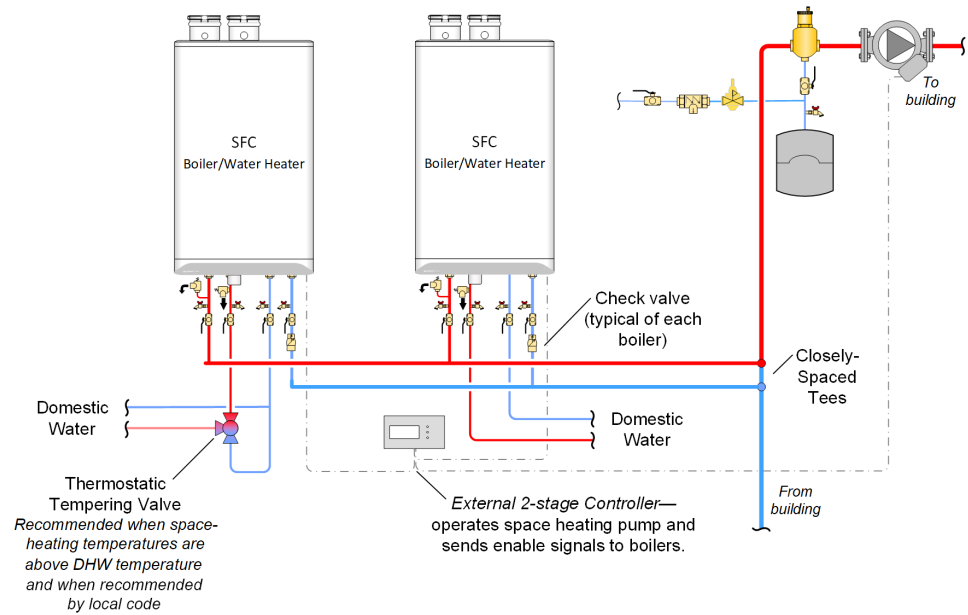 SFC
Boiler/Water Heater
SFC
Boiler/Water Heater
To
building
Check valve
(typical of each
boiler)
Closely-
Spaced
Tees
Domestic
Water
Domestic
Water
Thermostatic
Tempering Valve
Recommended when space-
heating temperatures are
above DHW temperature
and when recommended
by local code
External 2-stage Controller—
operates space heating pump and
sends enable signals to boilers.
From
building